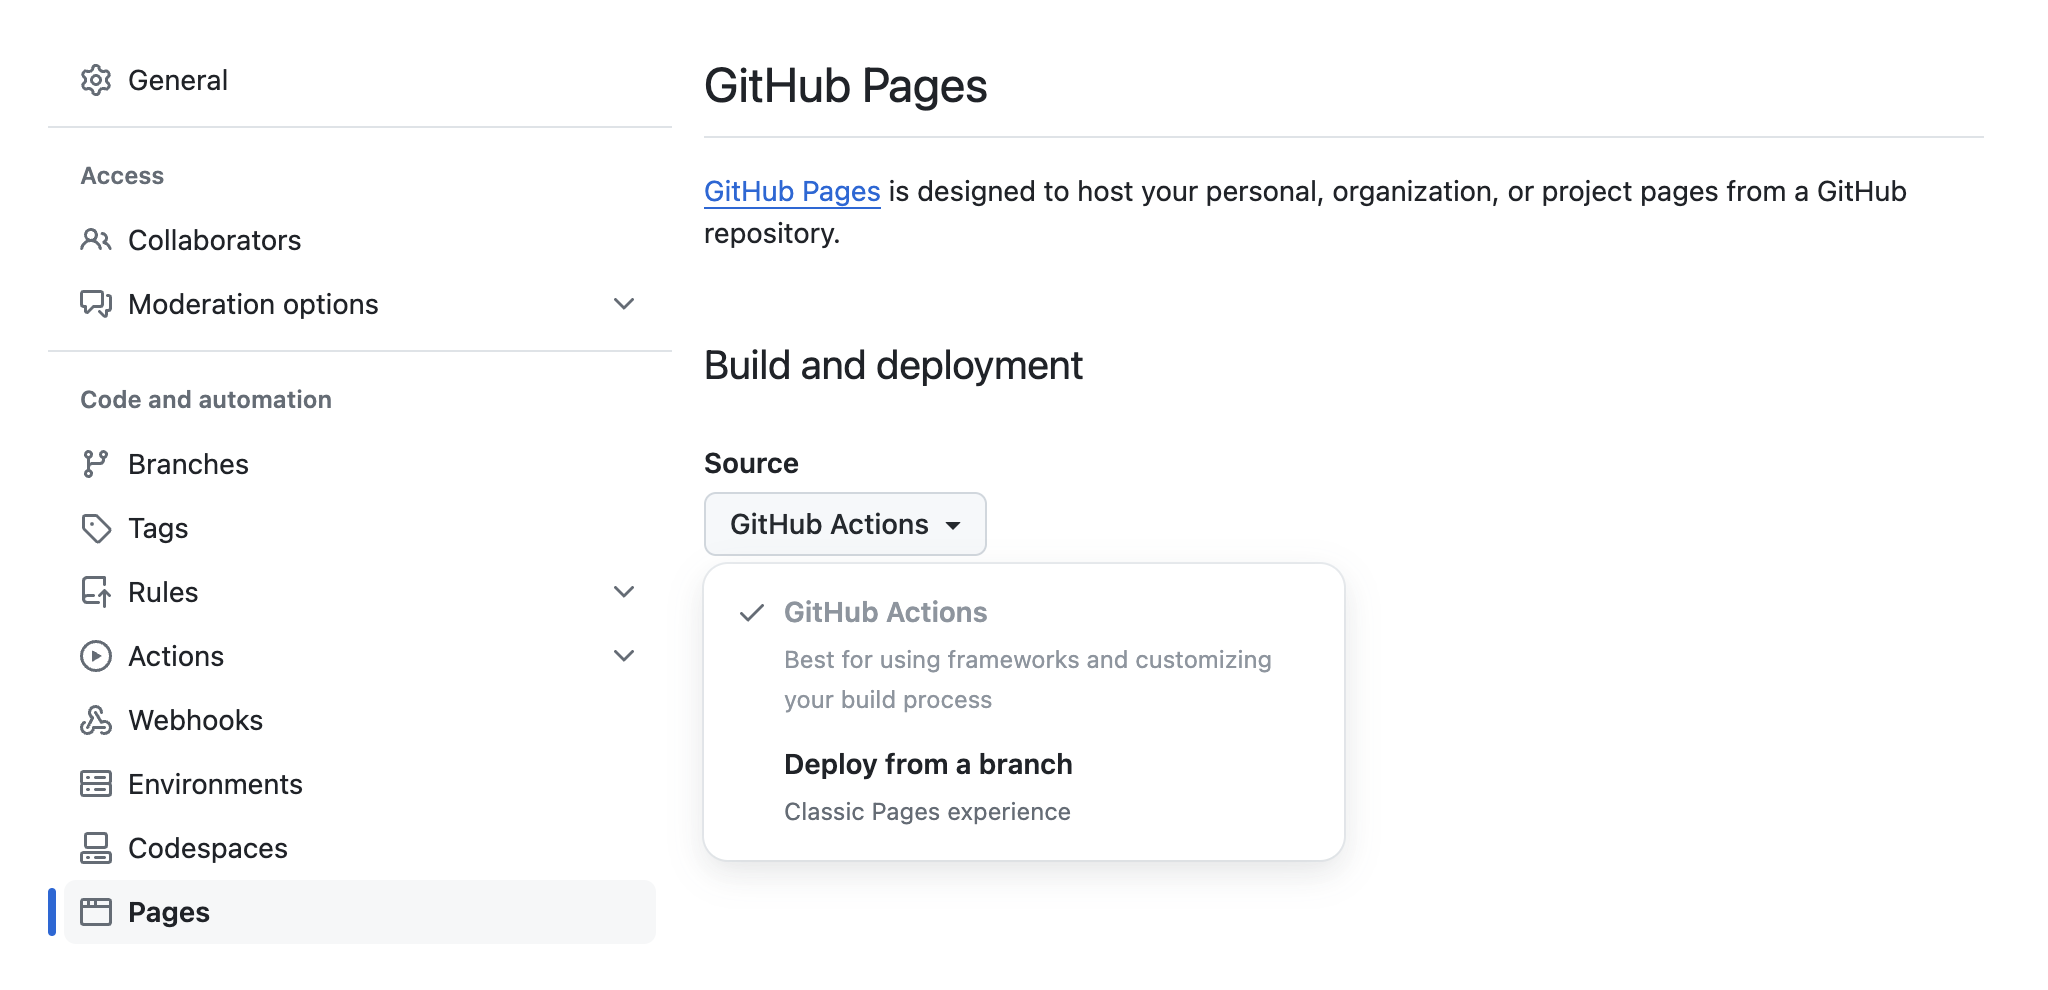 General
Access
Collaborators
Moderation options
Code and automation
Branches
Tags
Rules
Actions
Webhooks
Environments
Codespaces
Pages
GitHub Pages
GitHub Pages is designed to host your personal, organization, or project pages from a GitHub
repository.
Build and deployment
Source
GitHub Actions
GitHub Actions
Best for using frameworks and customizing
your build process
Deploy from a branch
Classic Pages experience